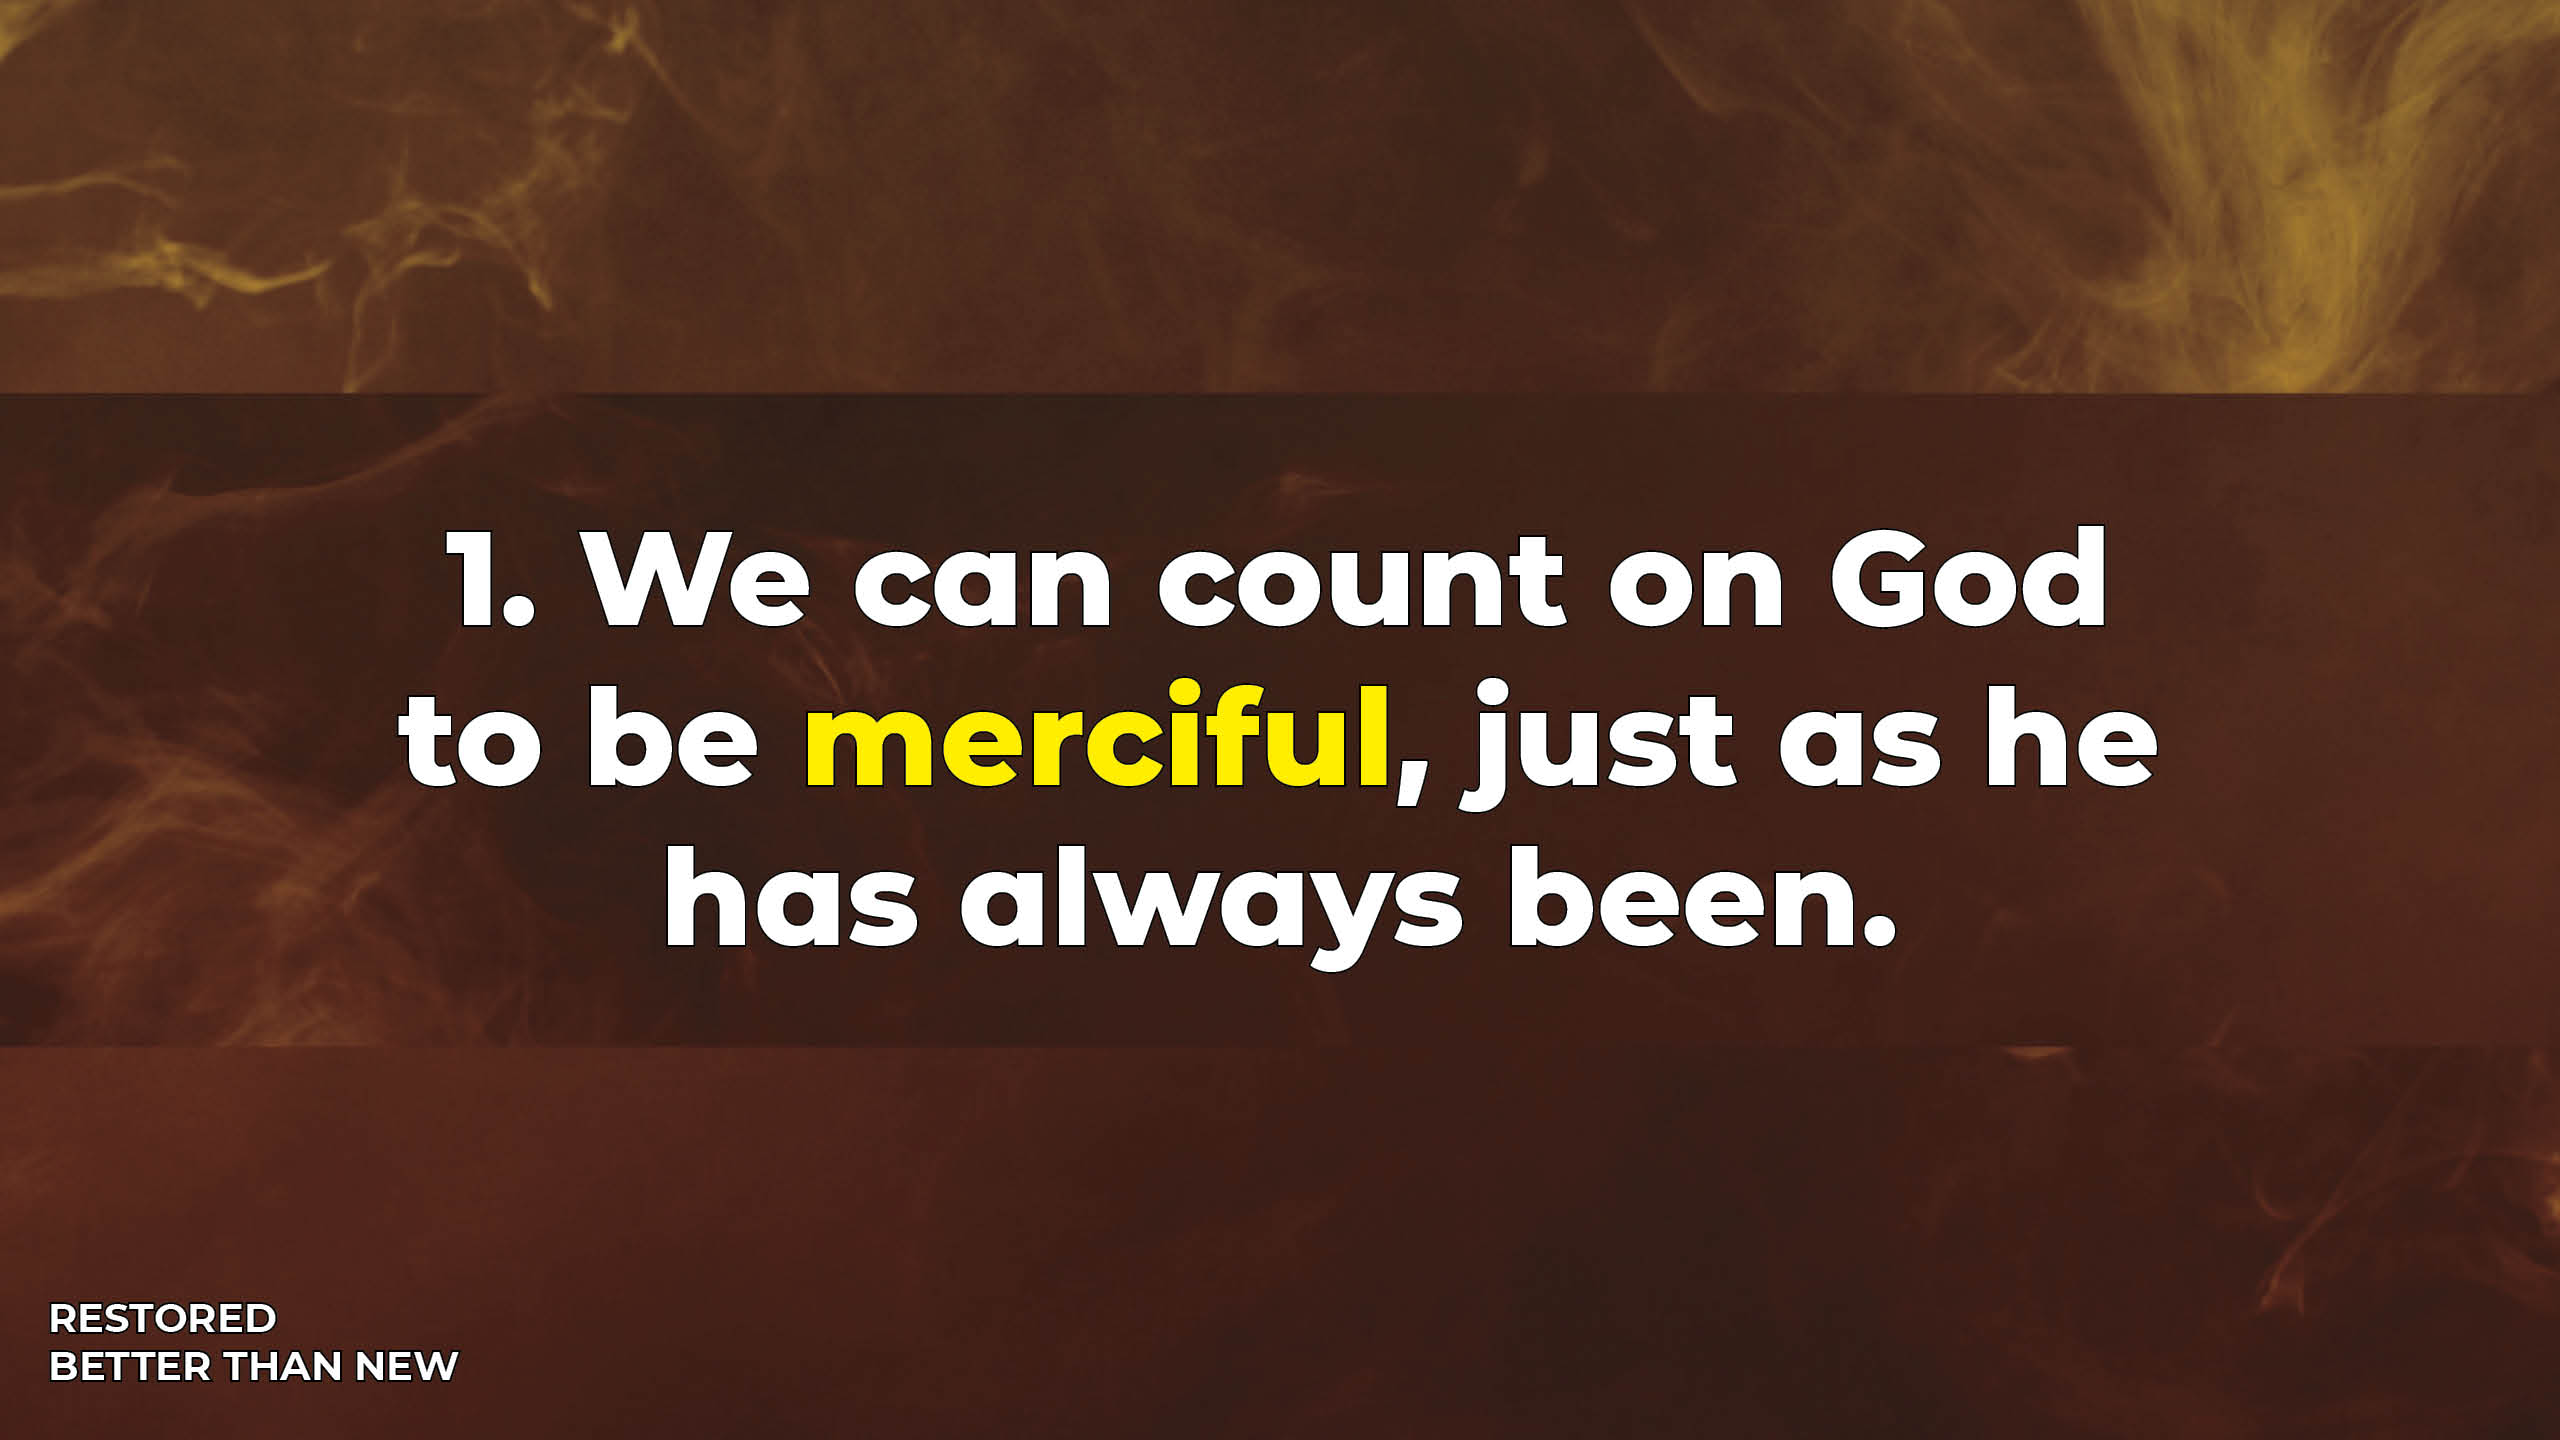 1. We can count on God
to be merciful, just as he
has always been.
RESTORED
BETTER THAN NEW